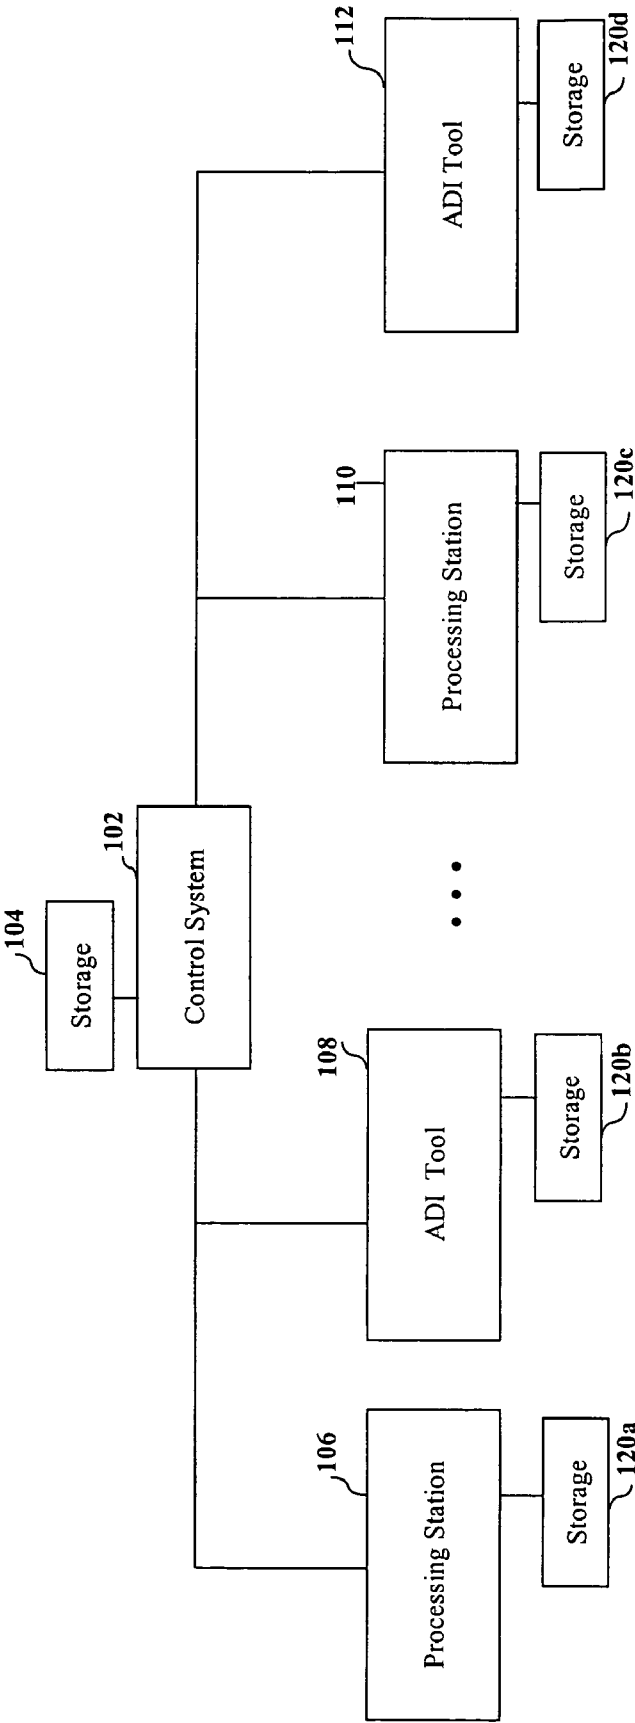 104
Storage
102
Control System
106
Processing Station
Storage
120a
108
ADI Tool
Storage
120b
• • •
110
Processing Station
Storage
120c
112
ADI Tool
Storage
120d